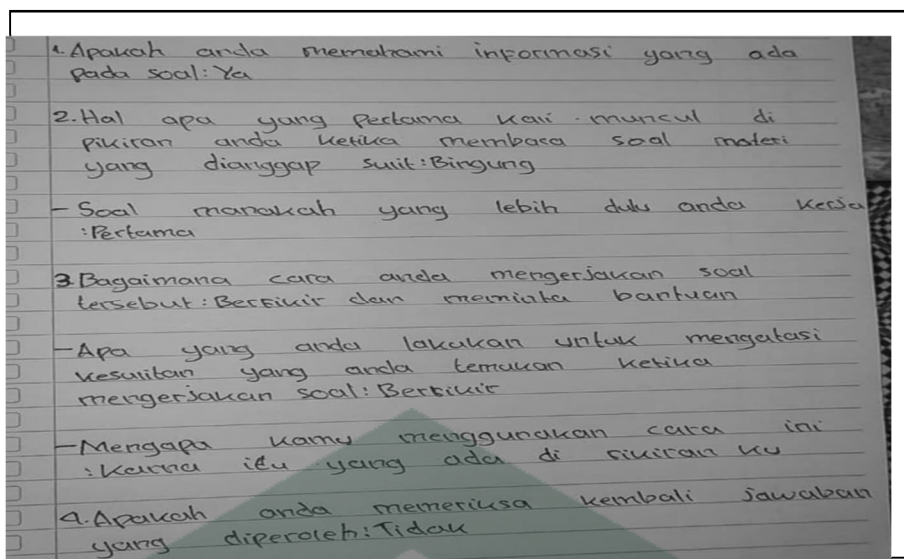 1. Apakah anda memahami informasi yang ada
pada soal: Ya
2. Hal apa yang pertama kali muncul di
pikiran anda ketika membaca soal materi
yang dianggap sulit: Bingung
- Soal manakah yang lebih dulu anda kerja
: Pertama
3 Bagaimana cara anda mengerjakan soal
tersebut: Berfikir dan meminta bantuan
- Apa yang anda lakukan untuk mengatasi
kesulitan yang anda temukan ketika
mengerjakan soal: Berfikir
- Mengapa kamu menggunakan cara ini
: Karna itu yang ada di fikiran ku
4. Apakah anda memeriksa kembali jawaban
yang diperoleh: Tidak